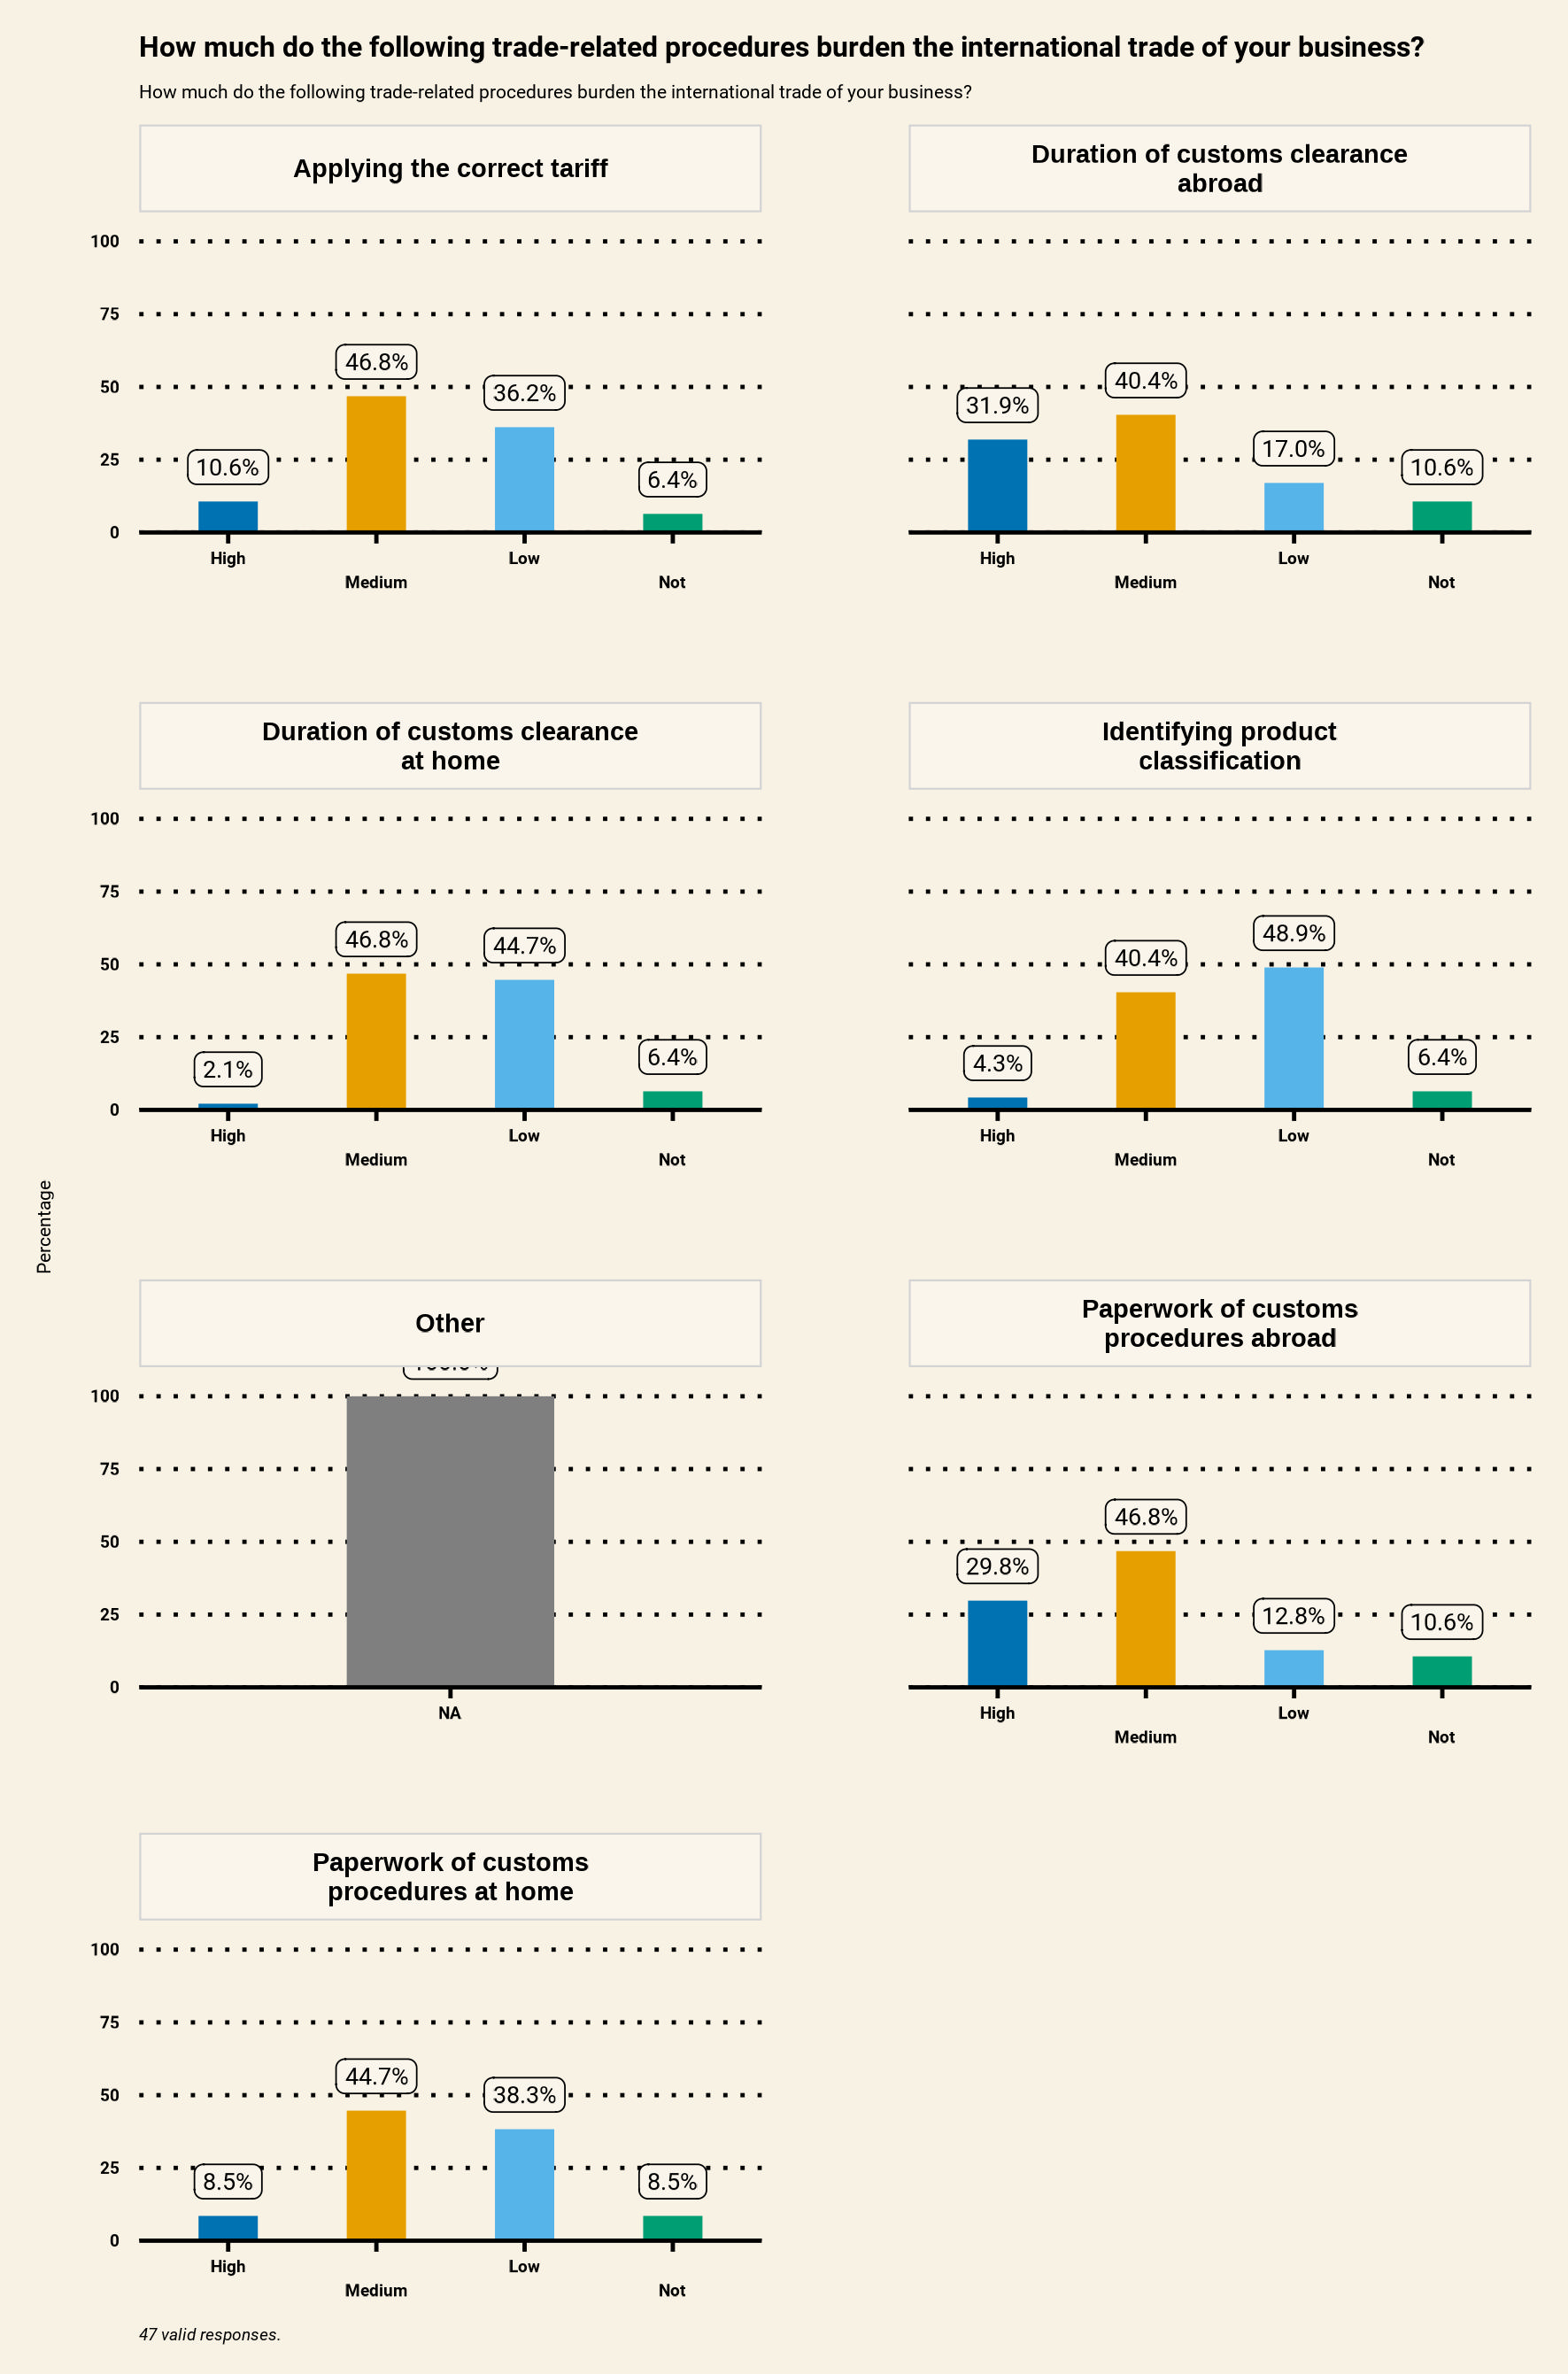 How much do the following trade-related procedures burden the international trade of your business?
How much do the following trade-related procedures burden the international trade of your business?
Applying the correct tariff
100
75
50
25
0
10.6%
46.8%
36.2%
6.4%
High
Medium
Low
Not
Duration of customs clearance
abroad
31.9%
40.4%
17.0%
10.6%
High
Medium
Low
Not
Duration of customs clearance
at home
100
75
50
25
0
2.1%
46.8%
44.7%
6.4%
High
Medium
Low
Not
Identifying product
classification
4.3%
40.4%
48.9%
6.4%
High
Medium
Low
Not
Percentage
Other
100
75
50
25
0
NA
Paperwork of customs
procedures abroad
29.8%
46.8%
12.8%
10.6%
High
Medium
Low
Not
Paperwork of customs
procedures at home
100
75
50
25
0
8.5%
44.7%
38.3%
8.5%
High
Medium
Low
Not
47 valid responses.